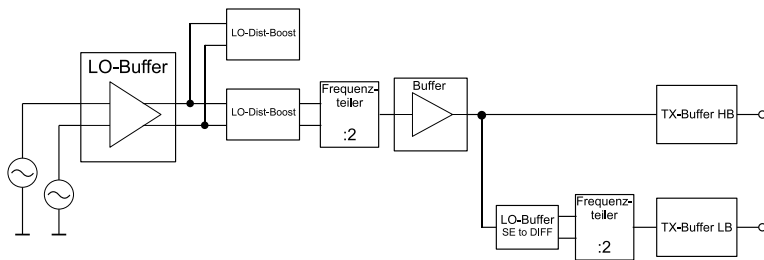 LO-Dist-Boost
LO-Buffer
LO-Dist-Boost
Frequenz-
teiler
:2
Buffer
TX-Buffer HB
LO-Buffer
SE to DIFF
Frequenz-
teiler
:2
TX-Buffer LB